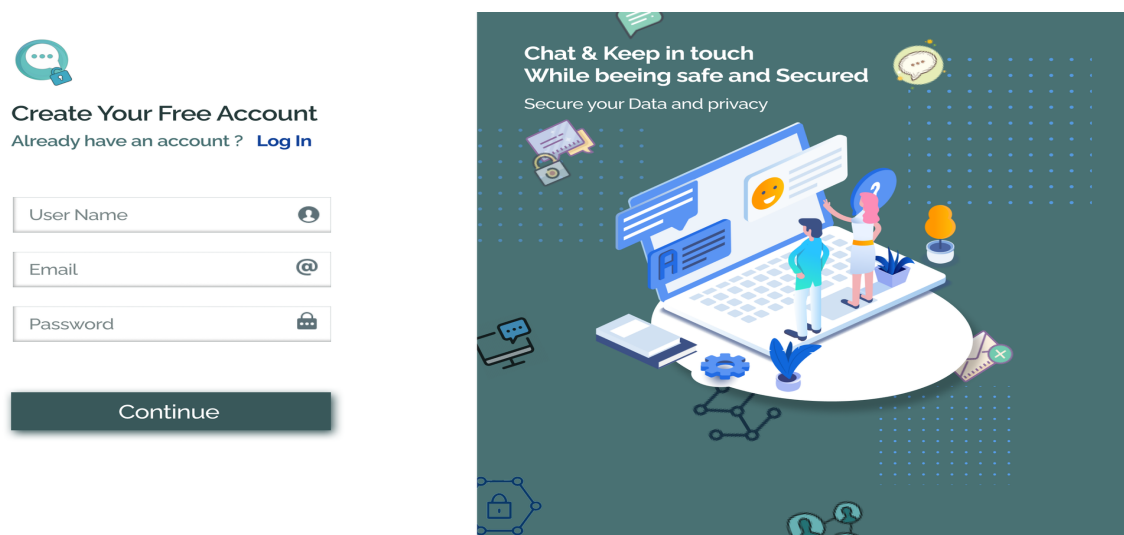 Create Your Free Account
Already have an account ? Log In
User Name
Email
@
Password
Continue
Chat & Keep in touch
While beeing safe and Secured
Secure your Data and privacy
A